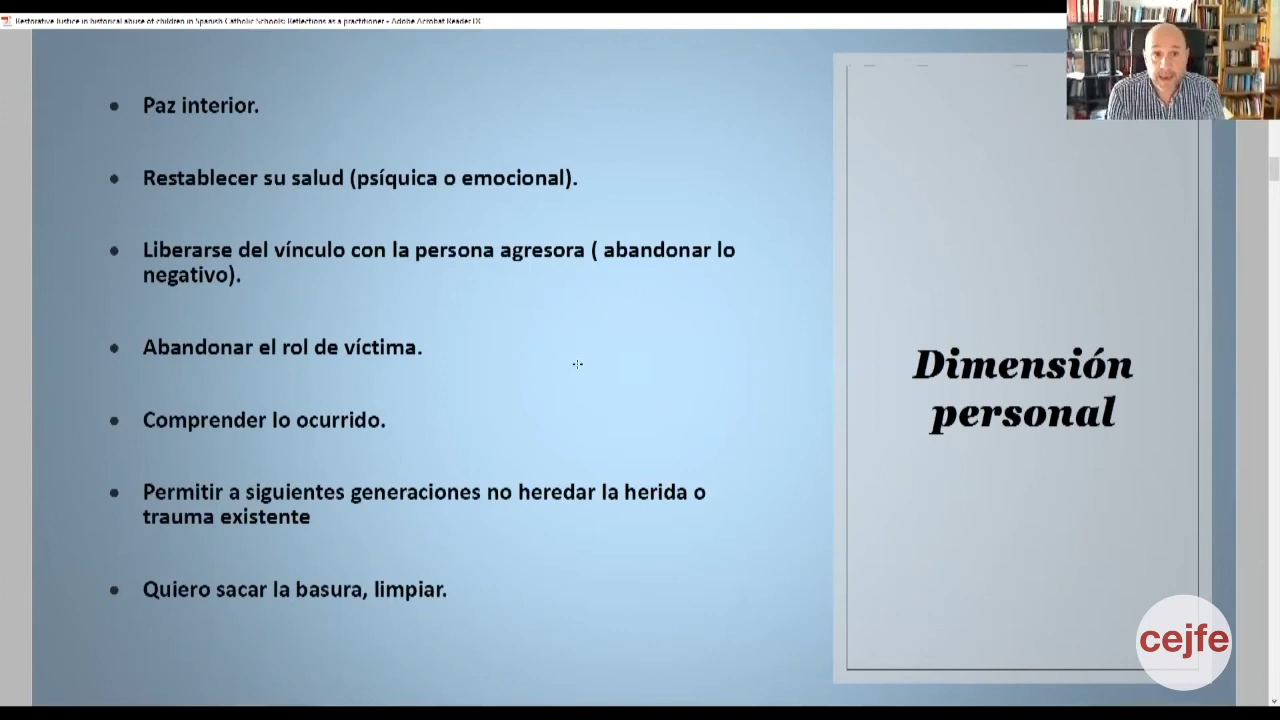 Restorative Justice in historical abuse of children in Spanish Catholic Schools: Reflections as a practitioner - Adobe Acrobat Reader DC
• Paz interior.
• Restablecer su salud (psíquica o emocional).
• Liberarse del vínculo con la persona agresora ( abandonar lo
negativo).
• Abandonar el rol de víctima.
• Comprender lo ocurrido.
• Permitir a siguientes generaciones no heredar la herida o
trauma existente
• Quiero sacar la basura, limpiar.
Dimensión
personal
cejfe